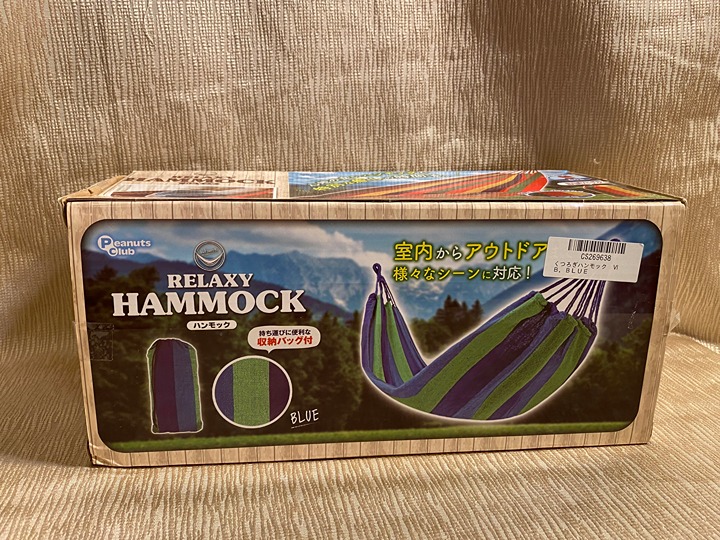 HAMMOCK
Peanuts
Club
RELAXY
HAMMOCK
ハンモック
持ち運びに便利な
収納バッグ付
BLUE
室内からアウトドア
様々なシーンに対応!
CS269638
くつろぎハンモック VI
B, BLUE